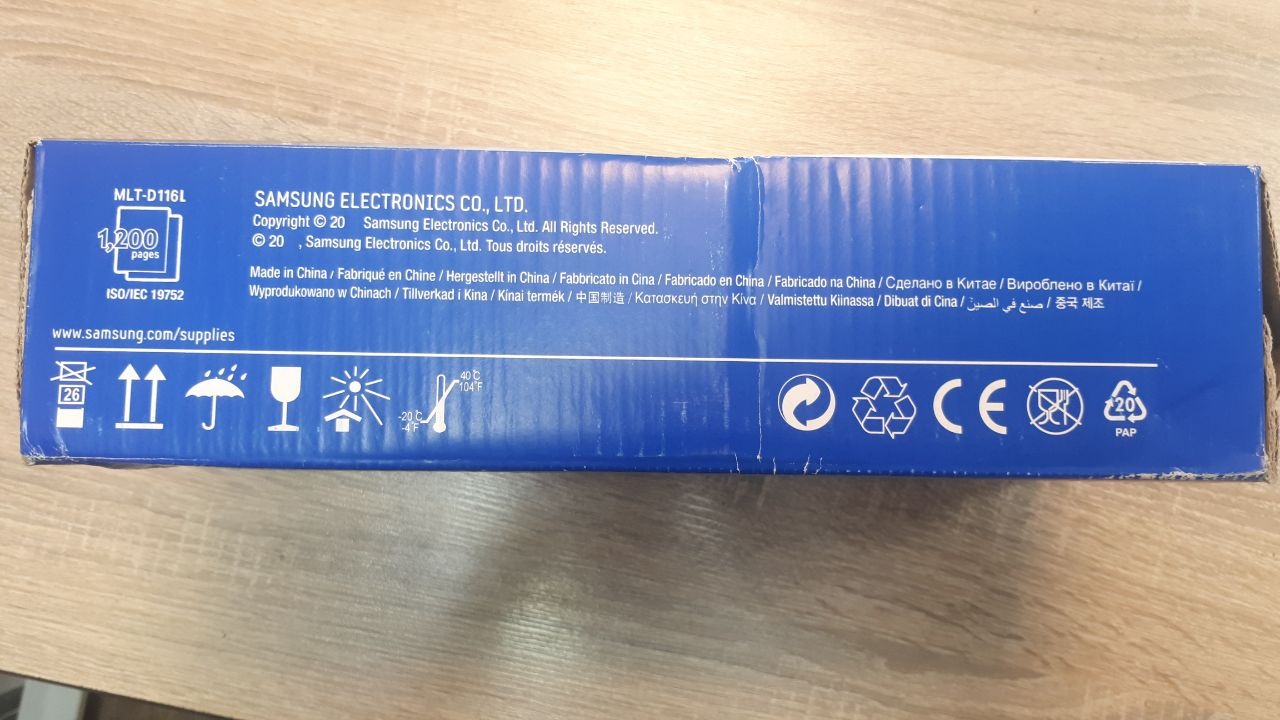 MLT-D116L
1,200
pages
ISO/IEC 19752
SAMSUNG ELECTRONICS CO., LTD.
Copyright © 20 Samsung Electronics Co., Ltd. All Rights Reserved.
© 20 , Samsung Electronics Co., Ltd. Tous droits réservés.
Made in China / Fabriqué en Chine / Hergestellt in China / Fabbricato in Cina / Fabricado en China / Fabricado na China / Сделано в Китае / Вироблено в Китаї /
Wyprodukowano w Chinach / Tillverkad i Kina / Kínai termék / 中国制造 / Κατασκευή στην Κίνα / Valmistettu Kiinassa / Dibuat di Cina / صنع في الصين / 중국 제조
www.samsung.com/supplies
26
40˚C
104˚F
-20˚C
-4˚F
CE
20
PAP